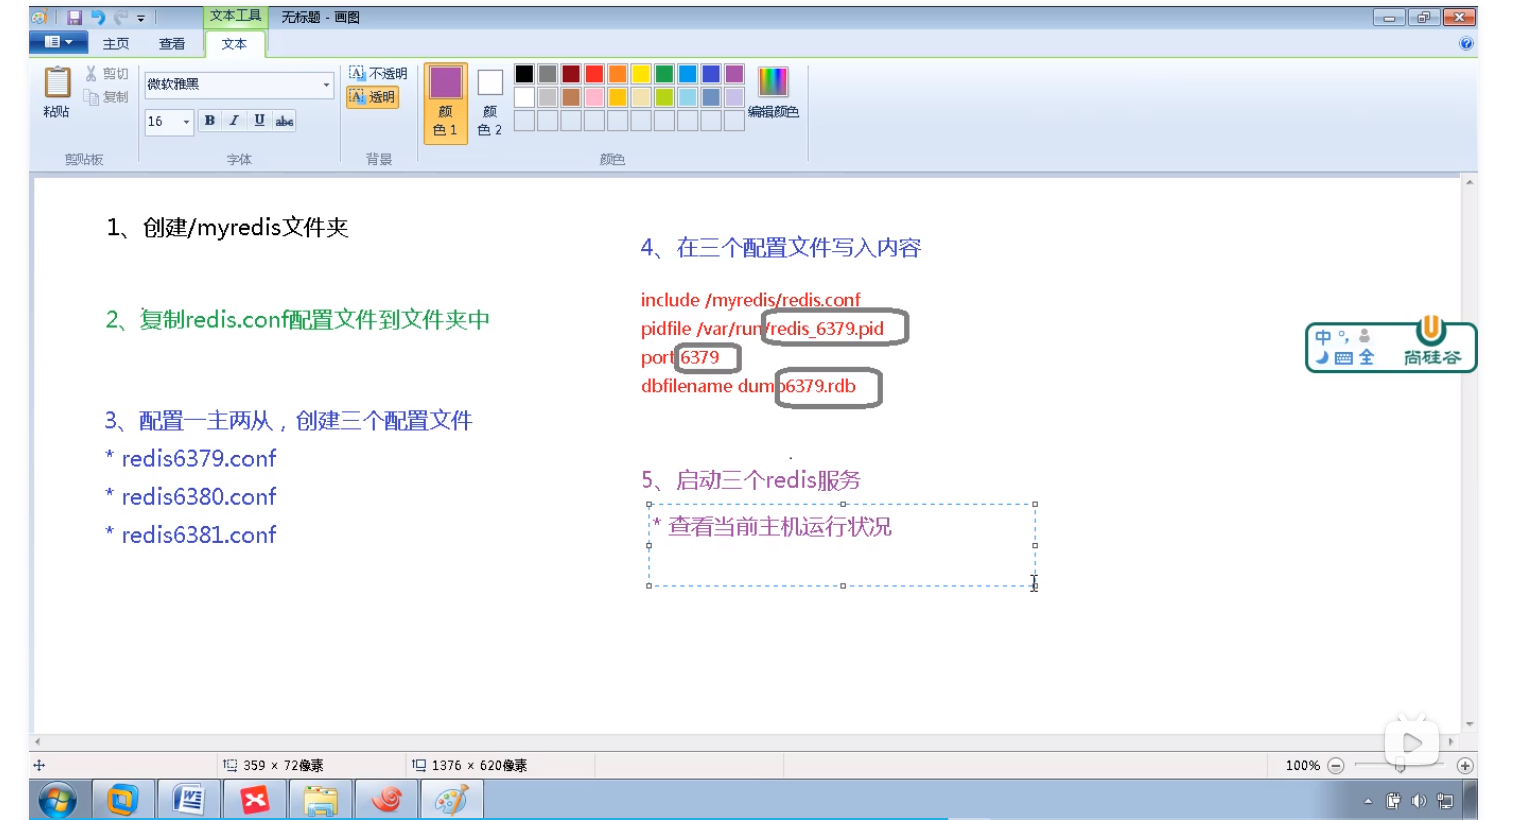 文本工具
无标题 - 画图
主页
查看
文本
粘贴
剪切
复制
剪贴板
微软雅黑
16
B I U abc
字体
不透明
透明
背景
颜
色 1
颜
色 2
编辑颜色
颜色
1、创建/myredis文件夹
2、复制redis.conf配置文件到文件夹中
3、配置一主两从，创建三个配置文件
* redis6379.conf
* redis6380.conf
* redis6381.conf
4、在三个配置文件写入内容
include /myredis/redis.conf
pidfile /var/run/redis_6379.pid
port 6379
dbfilename dump6379.rdb
5、启动三个redis服务
* 查看当前主机运行状况
中 °,
全
尚硅谷
359 × 72像素
1376 × 620像素
100%